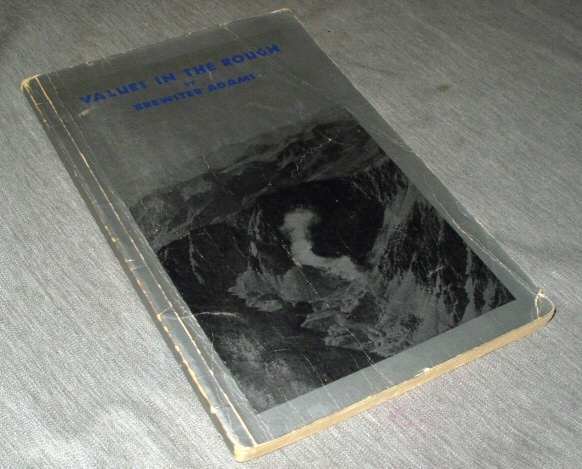 VALUES IN THE ROUGH
BY
BREWSTER ADAMS